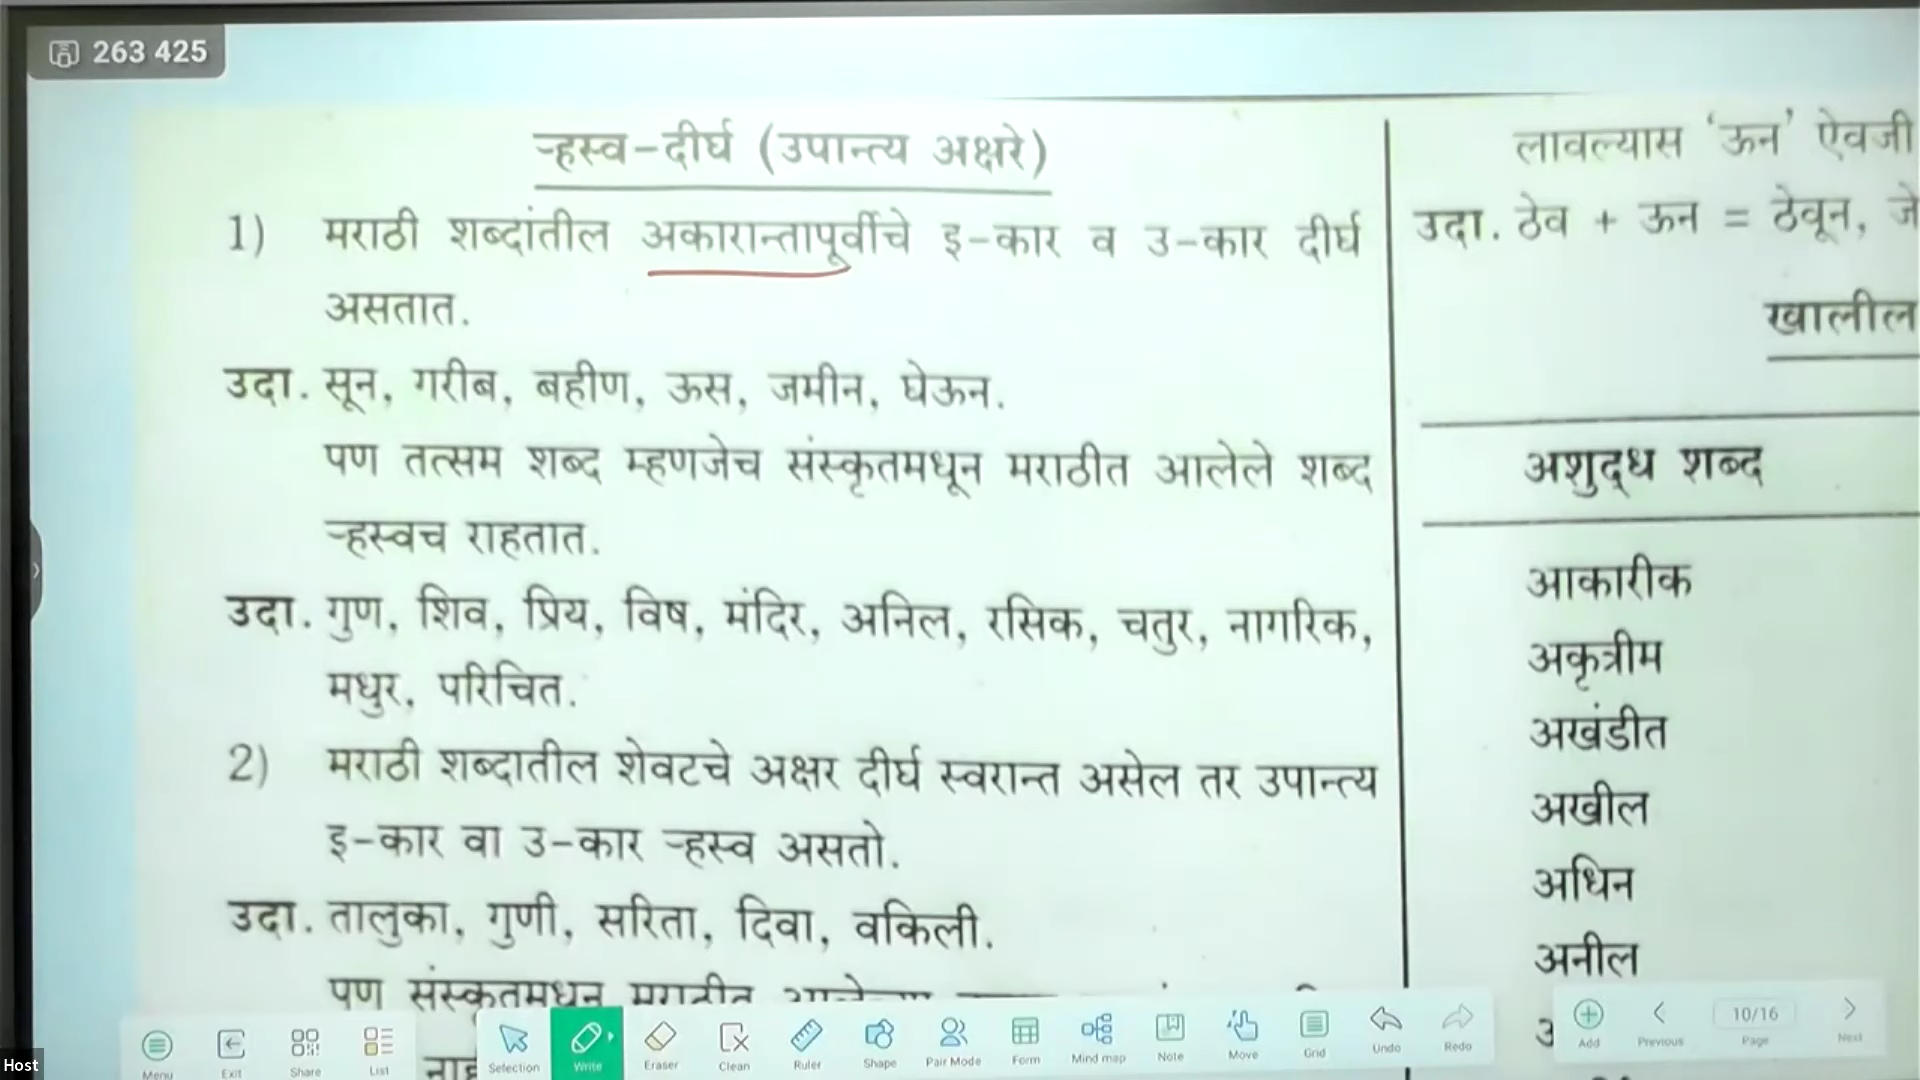 263 425
ऱ्हस्व-दीर्घ (उपान्त्य अक्षरे)
1) मराठी शब्दांतील अकारान्तापूर्वीचे इ-कार व उ-कार दीर्घ
असतात.
उदा. सून, गरीब, बहीण, ऊस, जमीन, घेऊन.
पण तत्सम शब्द म्हणजेच संस्कृतमधून मराठीत आलेले शब्द
ऱ्हस्वच राहतात.
उदा. गुण, शिव, प्रिय, विष, मंदिर, अनिल, रसिक, चतुर, नागरिक,
मधुर, परिचित.
2) मराठी शब्दातील शेवटचे अक्षर दीर्घ स्वरान्त असेल तर उपान्त्य
इ-कार वा उ-कार ऱ्हस्व असतो.
उदा. तालुका, गुणी, सरिता, दिवा, वकिली.
पण संस्कृतमधून मराठीत
लावल्यास 'ऊन' ऐवजी
उदा. ठेव + ऊन = ठेवून, जे
खालील
अशुद्ध शब्द
आकारीक
अकृत्रीम
अखंडीत
अखील
अधिन
अनील
Menu Exit Share List Selection Write Eraser Clean Ruler Shape Pair Mode Form Mind map Note Move Grid Undo Redo Add Previous 10/16 Page Next
Host